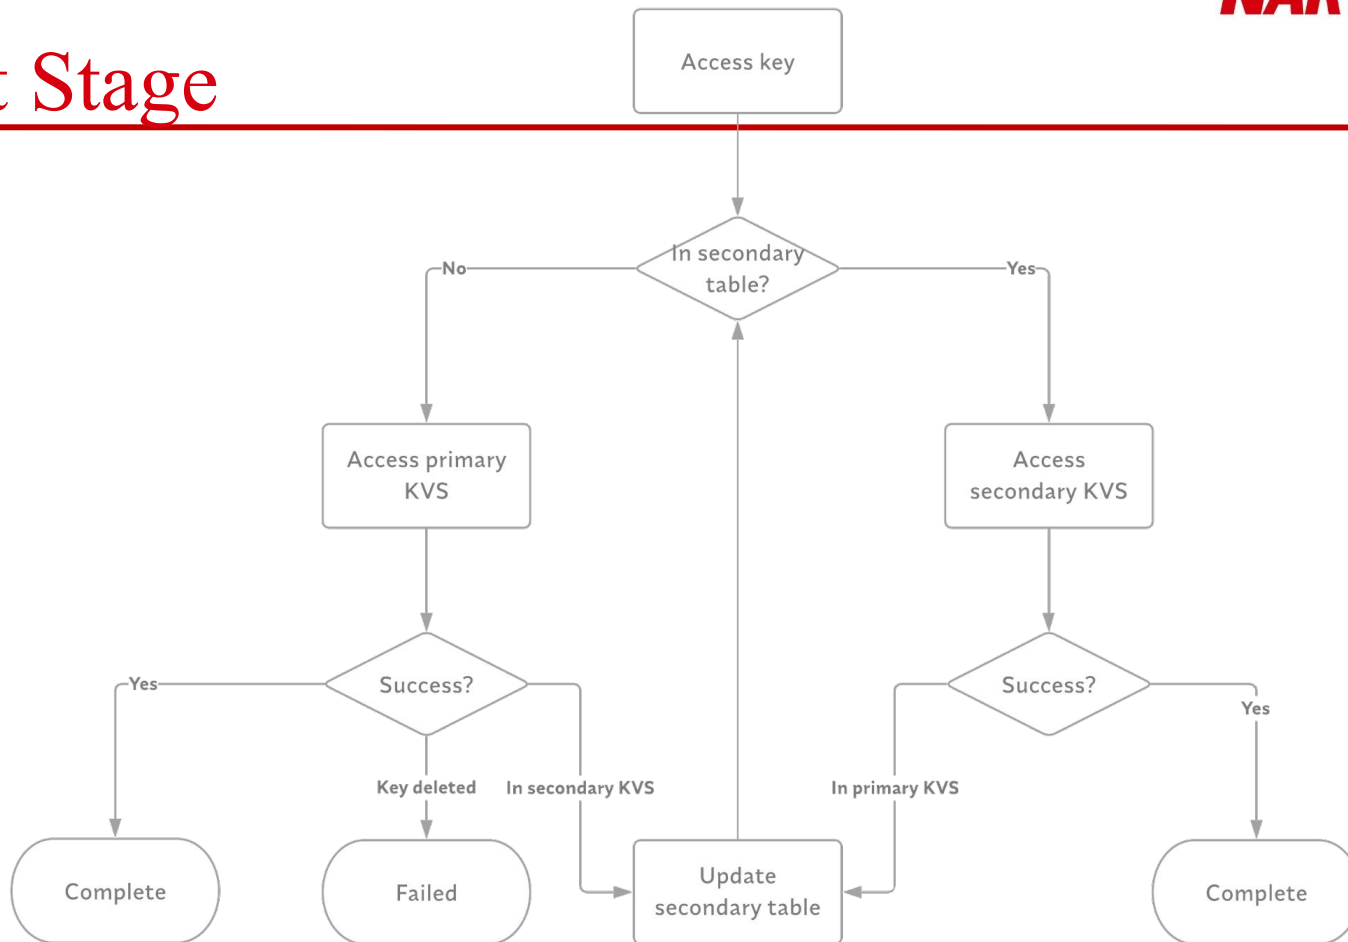 t Stage
Access key
In secondary
table?
No
Yes
Access primary
KVS
Access
secondary KVS
Success?
Success?
Yes
Yes
Key deleted
In secondary KVS
In primary KVS
Complete
Failed
Update
secondary table
Complete